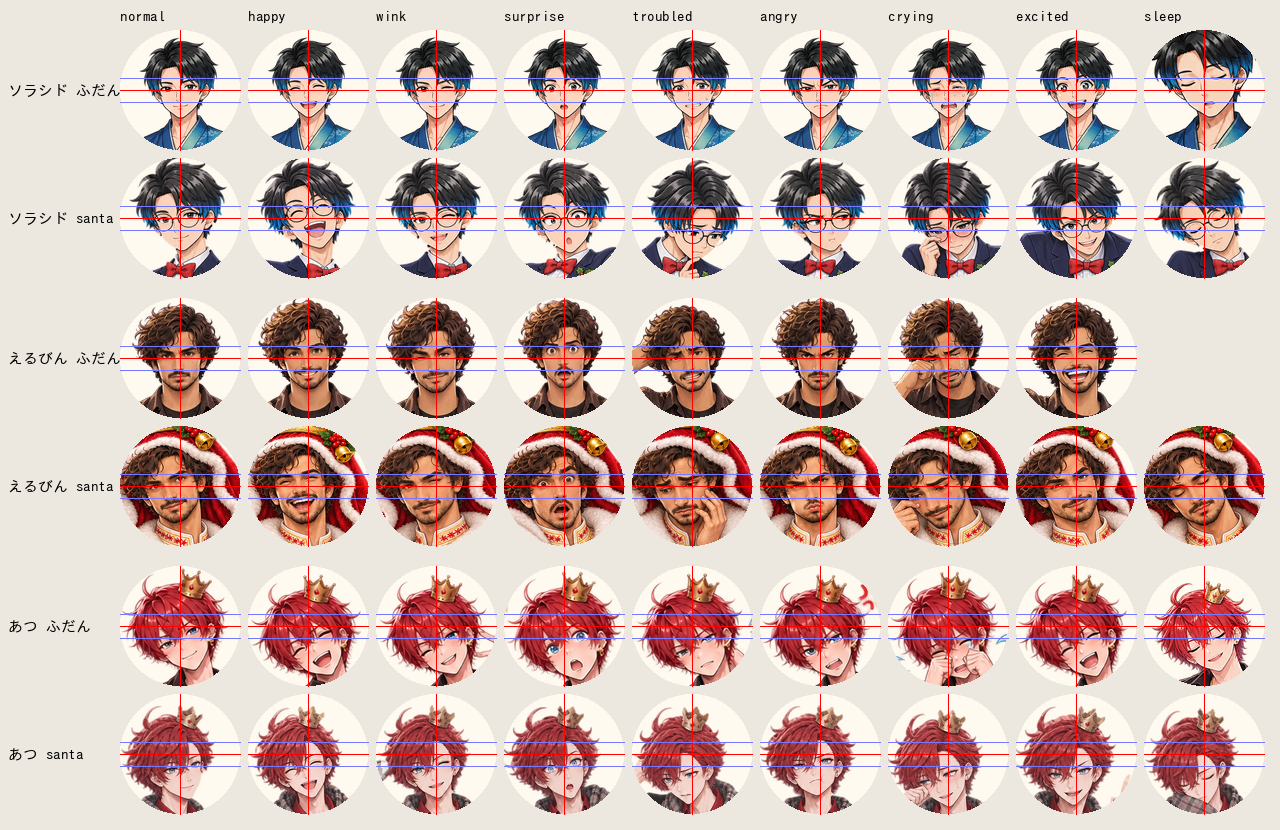 normal happy wink surprise troubled angry crying excited sleep
ソラシド ふだん
ソラシド santa
えるびん ふだん
えるびん santa
あつ ふだん
あつ santa